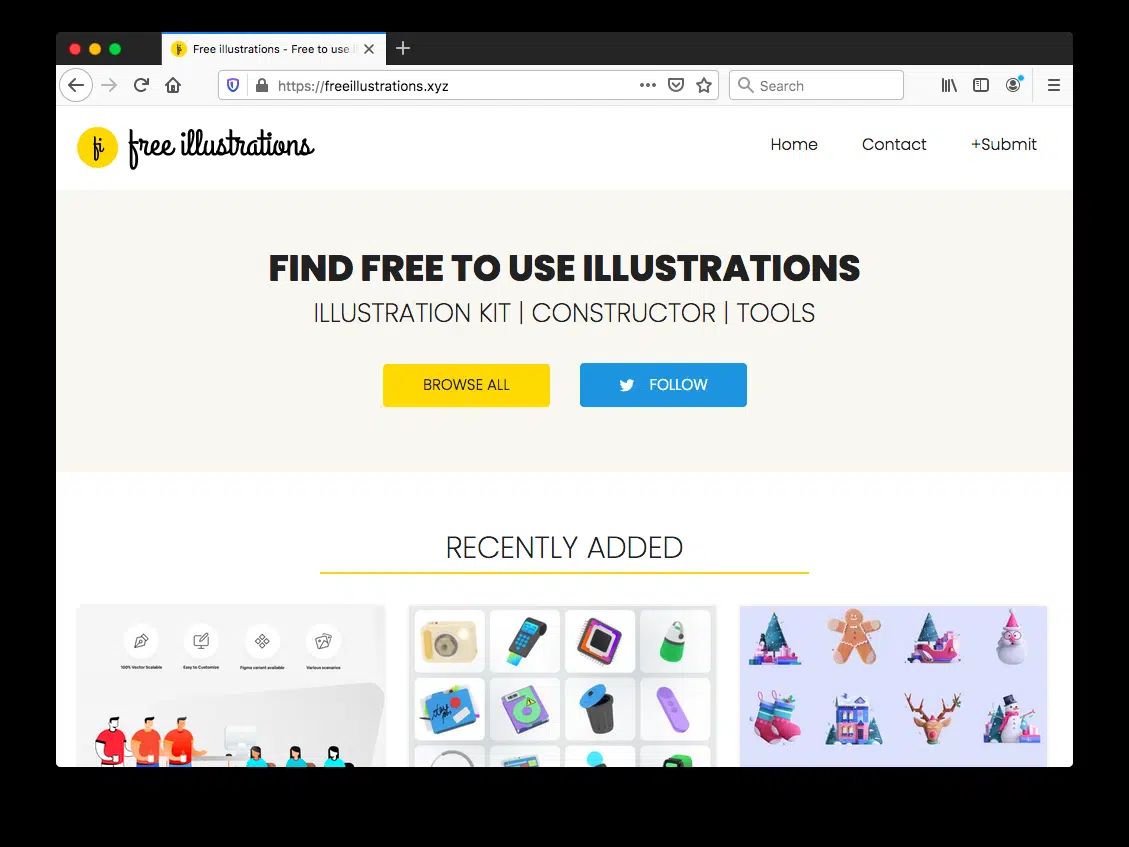 Free illustrations - Free to use
https://freeillustrations.xyz
Search
fi free illustrations
Home
Contact
+Submit
FIND FREE TO USE ILLUSTRATIONS
ILLUSTRATION KIT | CONSTRUCTOR | TOOLS
BROWSE ALL
FOLLOW
RECENTLY ADDED
100% Vector Scalable
Easy to Customize
Figma variant available
Various scenarios